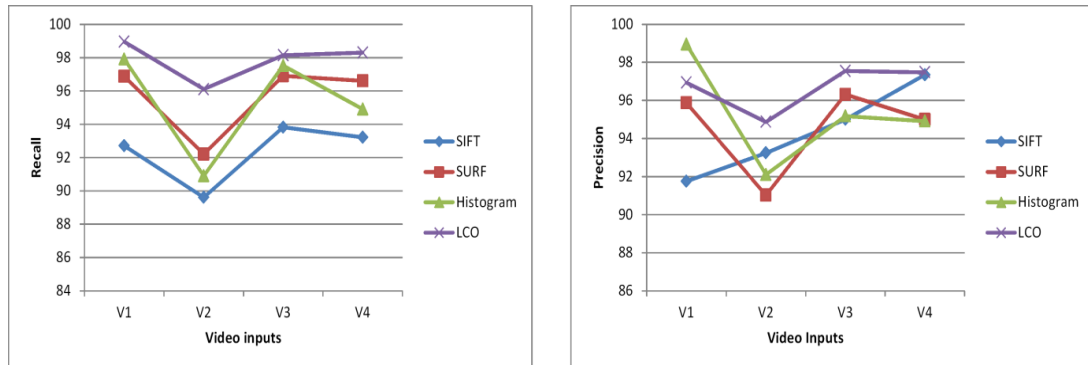 100
98
96
94
92
90
88
86
84
Recall
V1 V2 V3 V4
Video inputs
SIFT
SURF
Histogram
LCO
100
98
96
94
92
90
88
86
Precision
V1 V2 V3 V4
Video Inputs
SIFT
SURF
Histogram
LCO